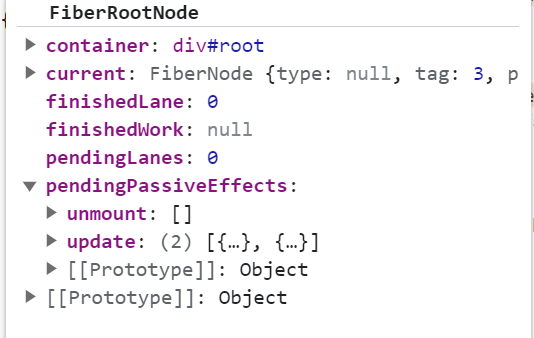 FiberRootNode
container: div#root
current: FiberNode {type: null, tag: 3, p
finishedLane: 0
finishedWork: null
pendingLanes: 0
pendingPassiveEffects:
unmount: []
update: (2) [{…}, {…}]
[[Prototype]]: Object
[[Prototype]]: Object